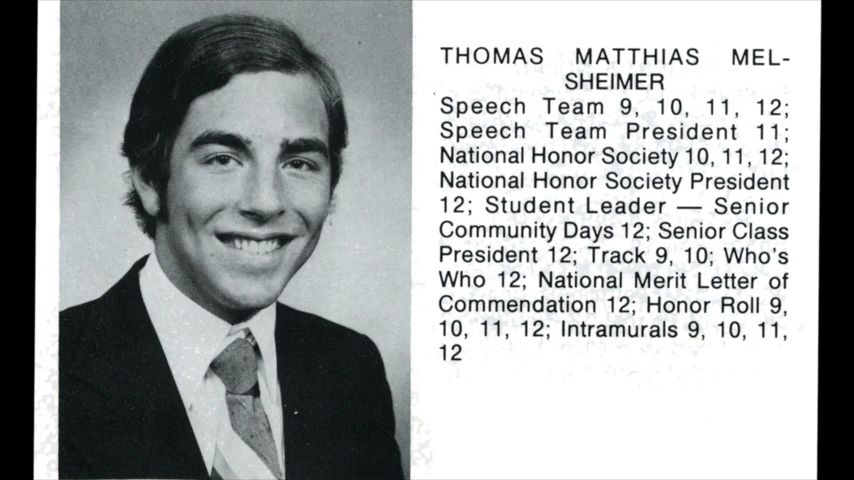 THOMAS MATTHIAS MEL-
SHEIMER
Speech Team 9, 10, 11, 12;
Speech Team President 11;
National Honor Society 10, 11, 12;
National Honor Society President
12; Student Leader — Senior
Community Days 12; Senior Class
President 12; Track 9, 10; Who's
Who 12; National Merit Letter of
Commendation 12; Honor Roll 9,
10, 11, 12; Intramurals 9, 10, 11,
12